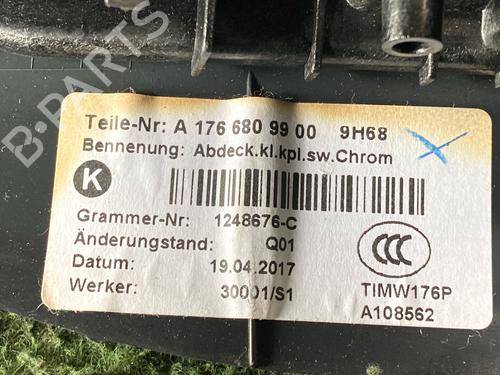 B-PARTS
Teile-Nr: A 176 680 99 00 9H68
Bennenung: Abdeck.kl.kpl.sw.Chrom
K
Grammer-Nr: 1248676-C
Änderungstand: Q01
Datum: 19.04.2017
Werker: 30001/S1
CCC
TIMW176P
A108562